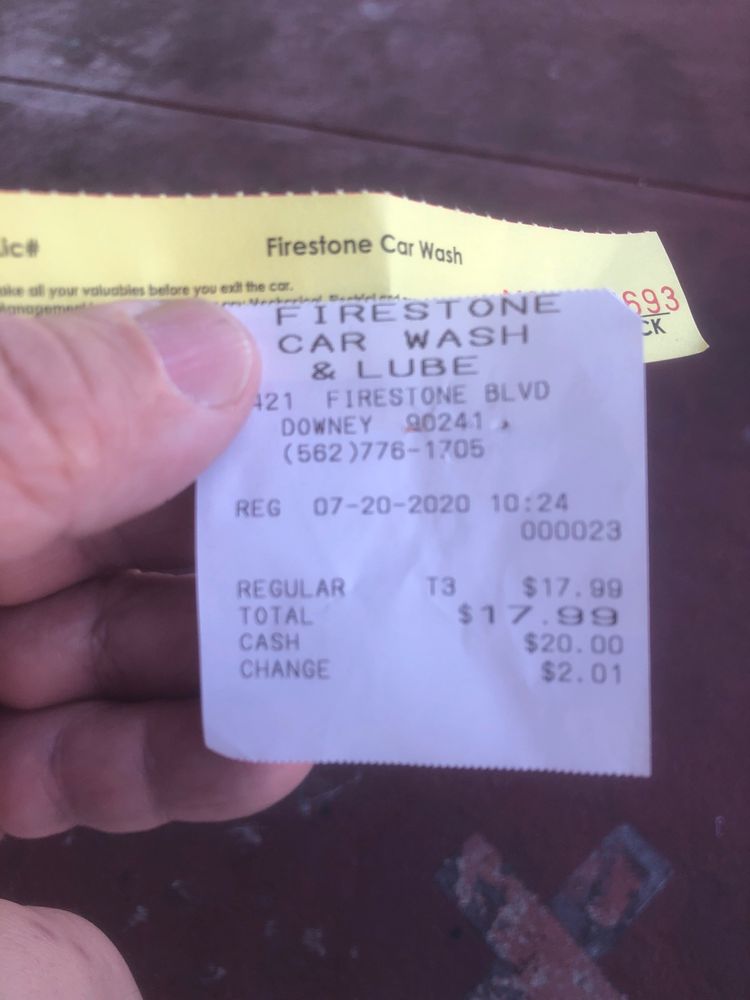 Lic#
Firestone Car Wash
all your valuables before you exit the car.
693
CK
FIRESTONE
CAR WASH
& LUBE
421 FIRESTONE BLVD
DOWNEY 90241
(562)776-1705
REG 07-20-2020 10:24
000023
REGULAR T3 $17.99
TOTAL $17.99
CASH $20.00
CHANGE $2.01